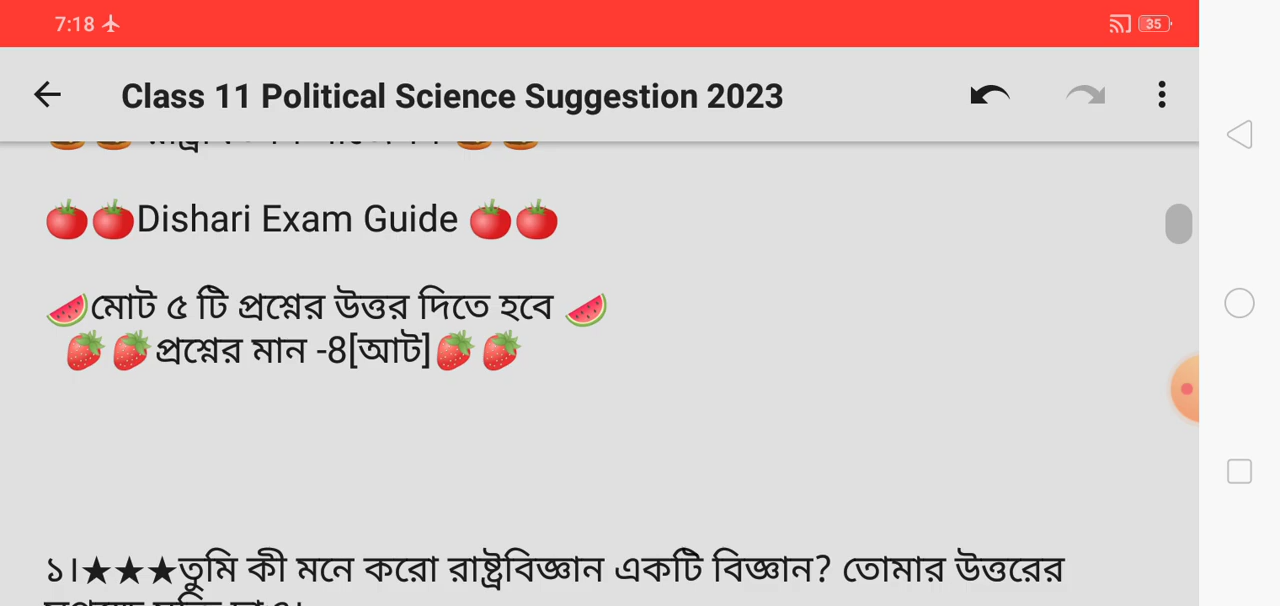 7:18
35
Class 11 Political Science Suggestion 2023
Dishari Exam Guide
মোট ৫ টি প্রশ্নের উত্তর দিতে হবে
প্রশ্নের মান -8[আট]
১।★★★তুমি কী মনে করো রাষ্ট্রবিজ্ঞান একটি বিজ্ঞান? তোমার উত্তরের